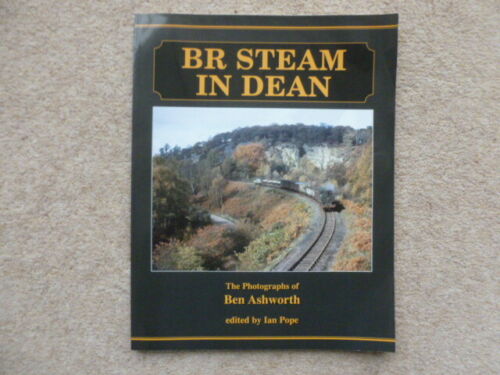 BR STEAM
IN DEAN
The Photographs of
Ben Ashworth
edited by Ian Pope